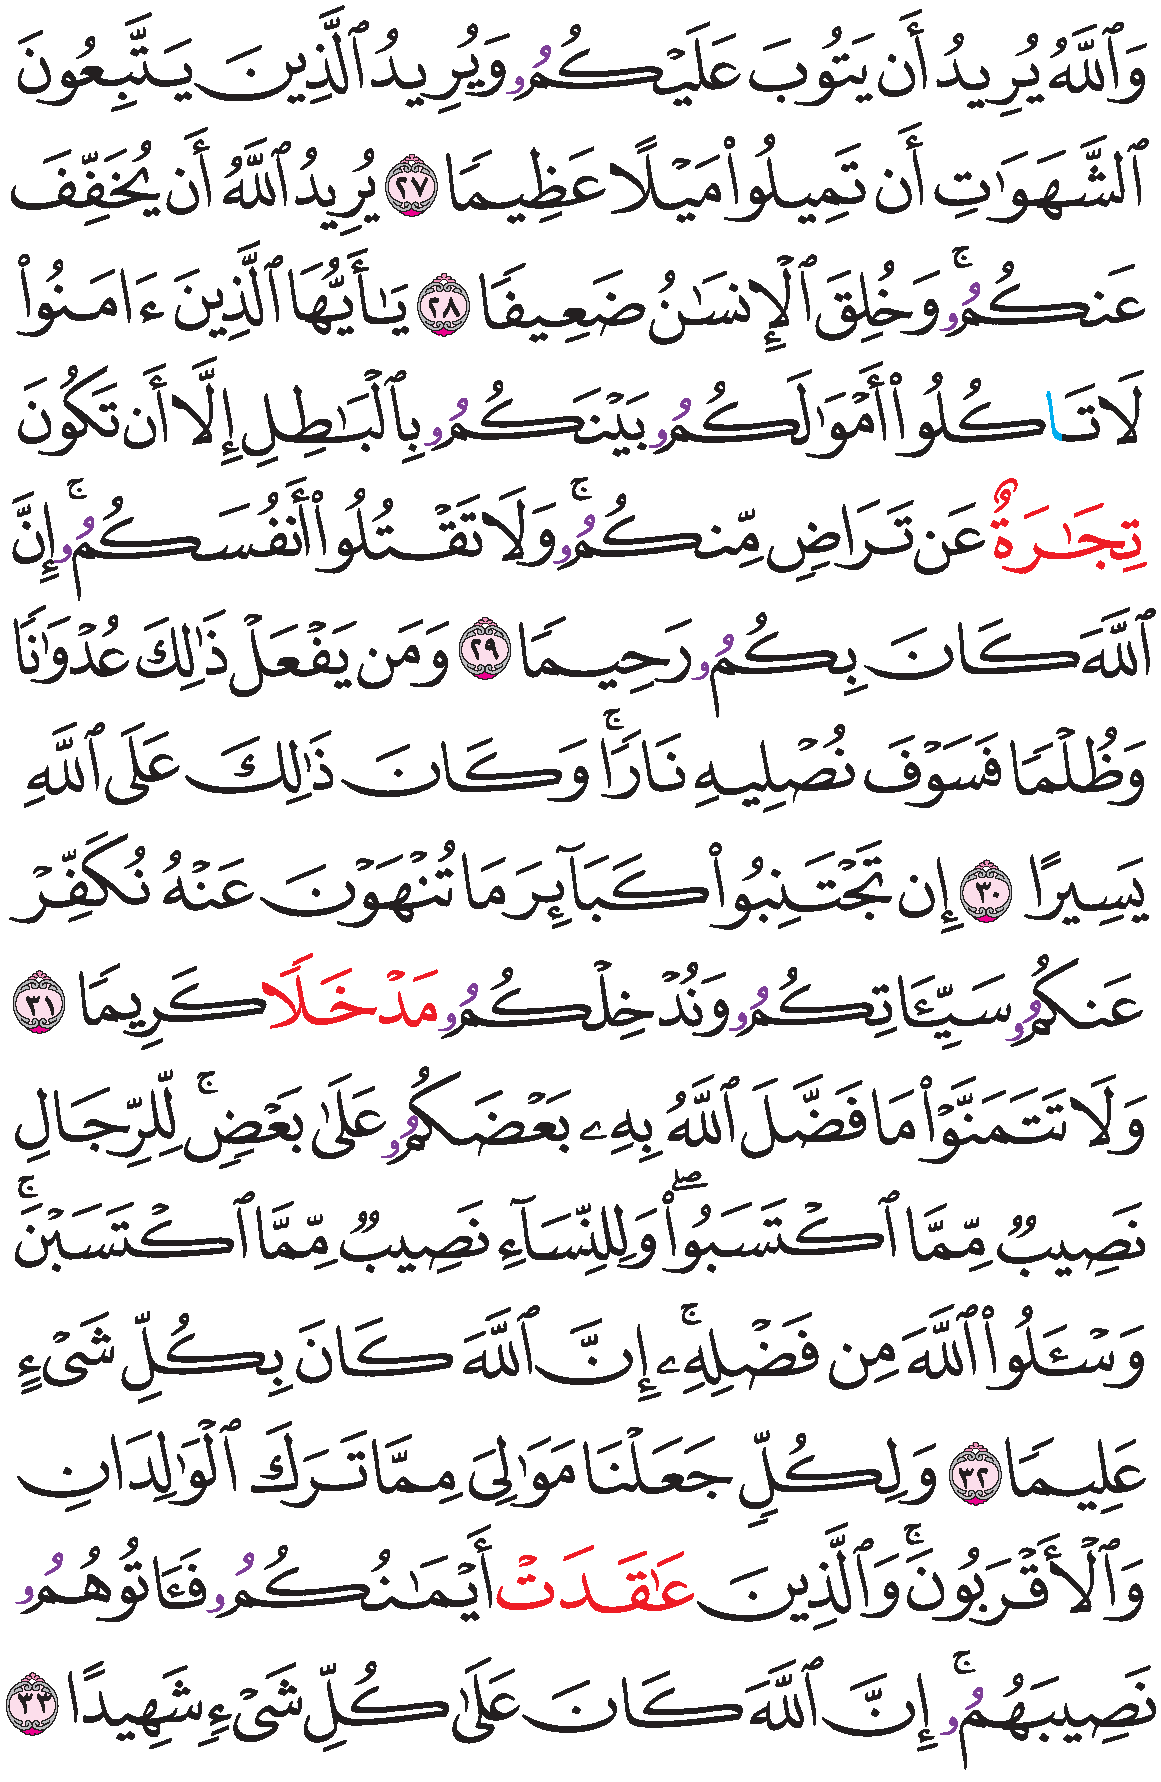 وَٱللَّهُ يُرِيدُ أَن يَتُوبَ عَلَيْكُمُۥ وَيُرِيدُ ٱلَّذِينَ يَتَّبِعُونَ
ٱلشَّهَوَٰتِ أَن تَمِيلُوا۟ مَيْلًا عَظِيمًا ٢٧ يُرِيدُ ٱللَّهُ أَن يُخَفِّفَ
عَنكُمُۥۚ وَخُلِقَ ٱلْإِنسَٰنُ ضَعِيفًا ٢٨ يَٰٓأَيُّهَا ٱلَّذِينَ ءَامَنُوا۟
لَا تَاكُلُوٓا۟ أَمْوَٰلَكُمُۥ بَيْنَكُمُۥ بِٱلْبَٰطِلِ إِلَّآ أَن تَكُونَ
تِجَٰرَةٌ عَن تَرَاضٍ مِّنكُمُۥۚ وَلَا تَقْتُلُوٓا۟ أَنفُسَكُمُۥۚ إِنَّ
ٱللَّهَ كَانَ بِكُمُۥ رَحِيمًا ٢٩ وَمَن يَفْعَلْ ذَٰلِكَ عُدْوَٰنًا
وَظُلْمًا فَسَوْفَ نُصْلِيهِ نَارًاۚ وَكَانَ ذَٰلِكَ عَلَى ٱللَّهِ
يَسِيرًا ٣٠ إِن تَجْتَنِبُوا۟ كَبَآئِرَ مَا تُنْهَوْنَ عَنْهُ نُكَفِّرْ
عَنكُمُۥ سَيِّـَٔاتِكُمُۥ وَنُدْخِلْكُمُۥ مَدْخَلًا كَرِيمًا ٣١
وَلَا تَتَمَنَّوْا۟ مَا فَضَّلَ ٱللَّهُ بِهِۦ بَعْضَكُمُۥ عَلَىٰ بَعْضٍۚ لِّلرِّجَالِ
نَصِيبٌ مِّمَّا ٱكْتَسَبُوا۟ۖ وَلِلنِّسَآءِ نَصِيبٌ مِّمَّا ٱكْتَسَبْنَۚ
وَسْـَٔلُوا۟ ٱللَّهَ مِن فَضْلِهِۦٓۚ إِنَّ ٱللَّهَ كَانَ بِكُلِّ شَىْءٍ
عَلِيمًا ٣٢ وَلِكُلٍّ جَعَلْنَا مَوَٰلِىَ مِمَّا تَرَكَ ٱلْوَٰلِدَانِ
وَٱلْأَقْرَبُونَۚ وَٱلَّذِينَ عَٰقَدَتْ أَيْمَٰنُكُمُۥ فَـَٔاتُوهُمُۥ
نَصِيبَهُمُۥۚ إِنَّ ٱللَّهَ كَانَ عَلَىٰ كُلِّ شَىْءٍ شَهِيدًا ٣٣